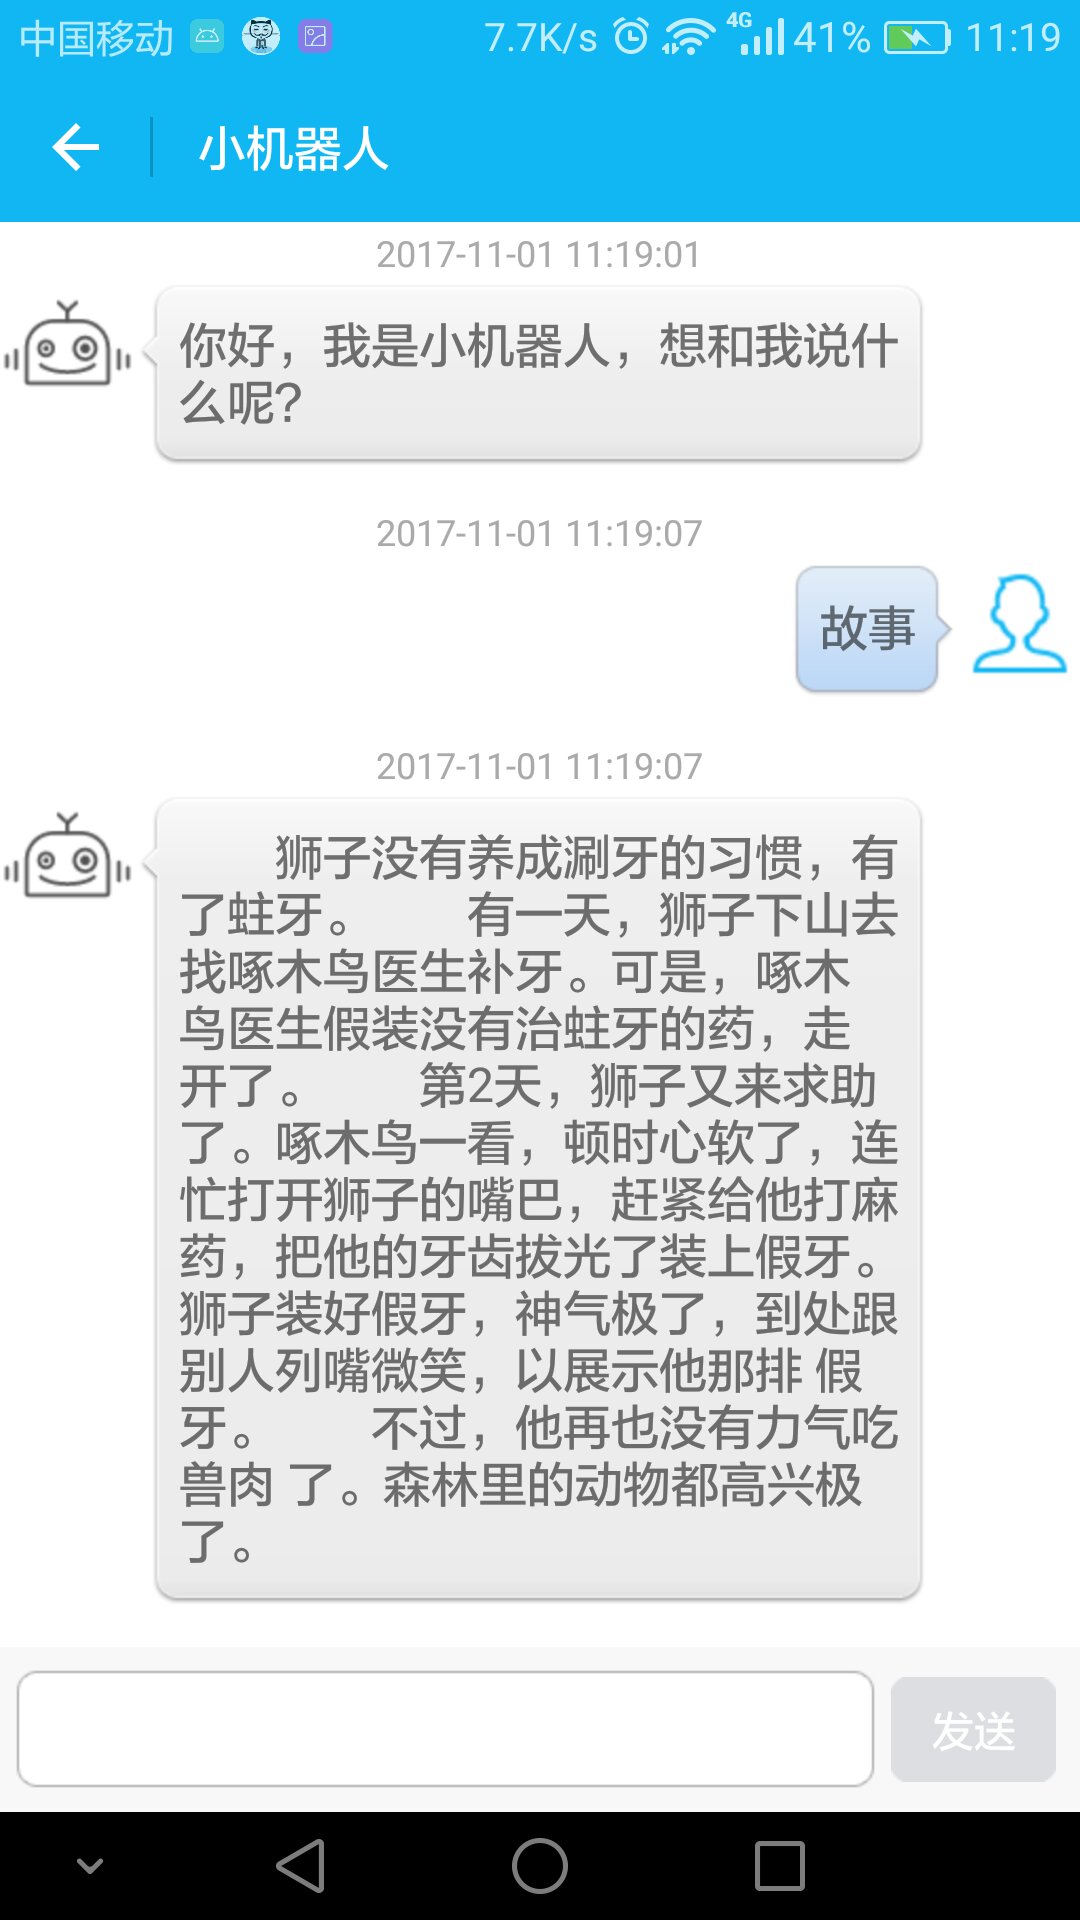 中国移动 7.7K/s 4G 41% 11:19
小机器人
2017-11-01 11:19:01
你好，我是小机器人，想和我说什
么呢?
2017-11-01 11:19:07
故事
2017-11-01 11:19:07
狮子没有养成涮牙的习惯，有
了蛀牙。　　有一天，狮子下山去
找啄木鸟医生补牙。可是，啄木
鸟医生假装没有治蛀牙的药，走
开了。　　第2天，狮子又来求助
了。啄木鸟一看，顿时心软了，连
忙打开狮子的嘴巴，赶紧给他打麻
药，把他的牙齿拔光了装上假牙。
狮子装好假牙，神气极了，到处跟
别人列嘴微笑，以展示他那排 假
牙。　　不过，他再也没有力气吃
兽肉 了。森林里的动物都高兴极
了。
发送